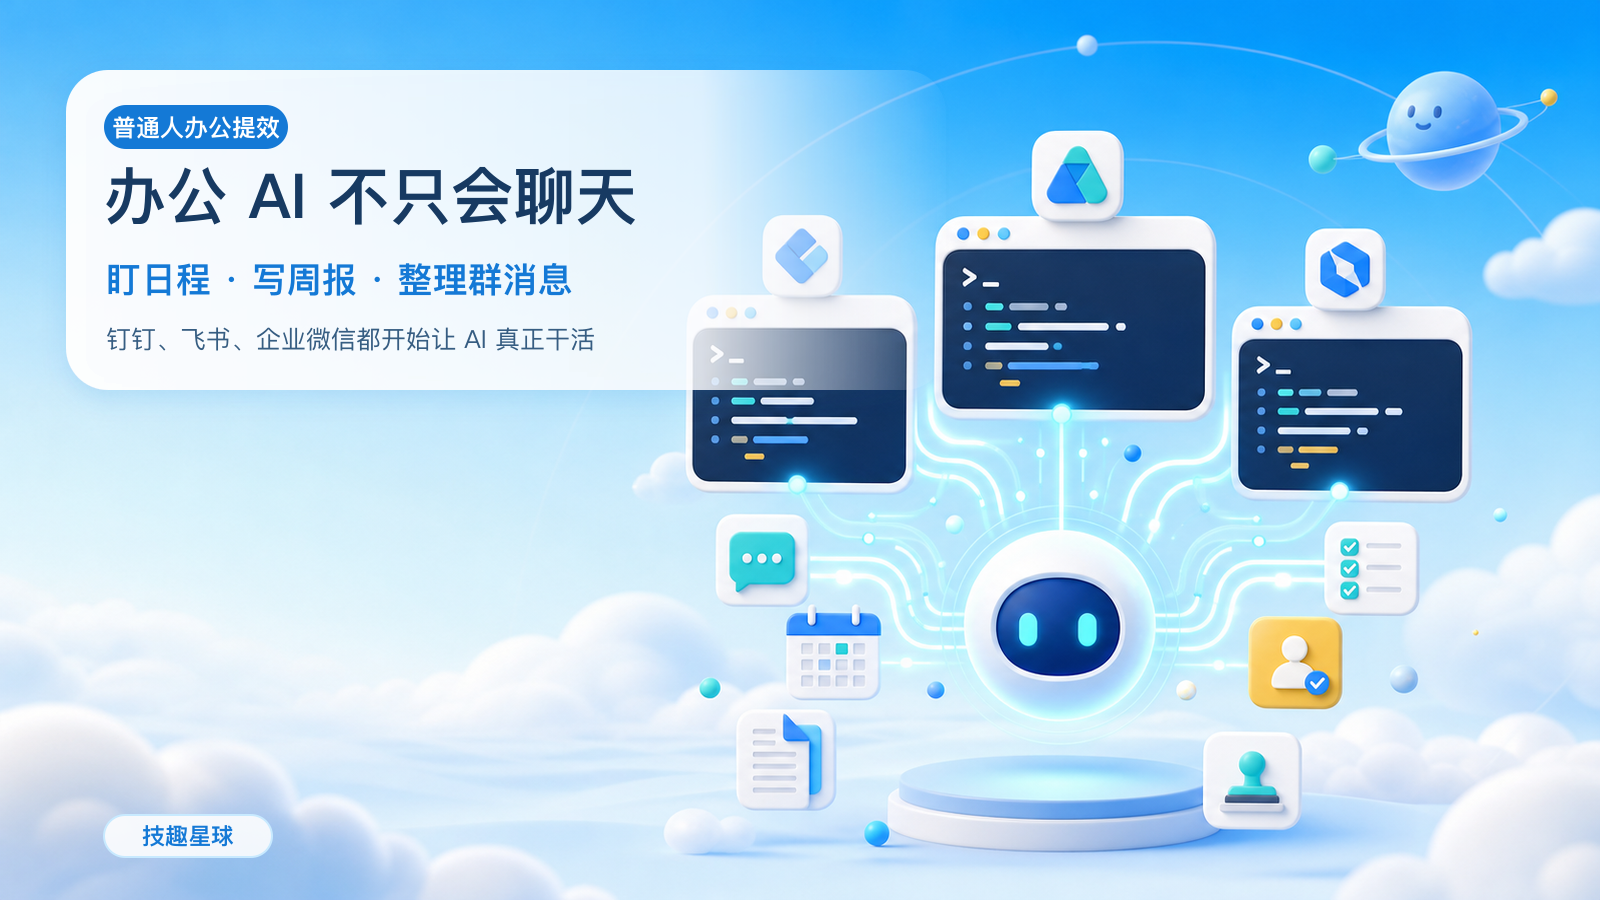 普通人办公提效
办公 AI 不只会聊天
盯日程 · 写周报 · 整理群消息
钉钉、飞书、企业微信都开始让 AI 真正干活
>_
>_
>_
技趣星球